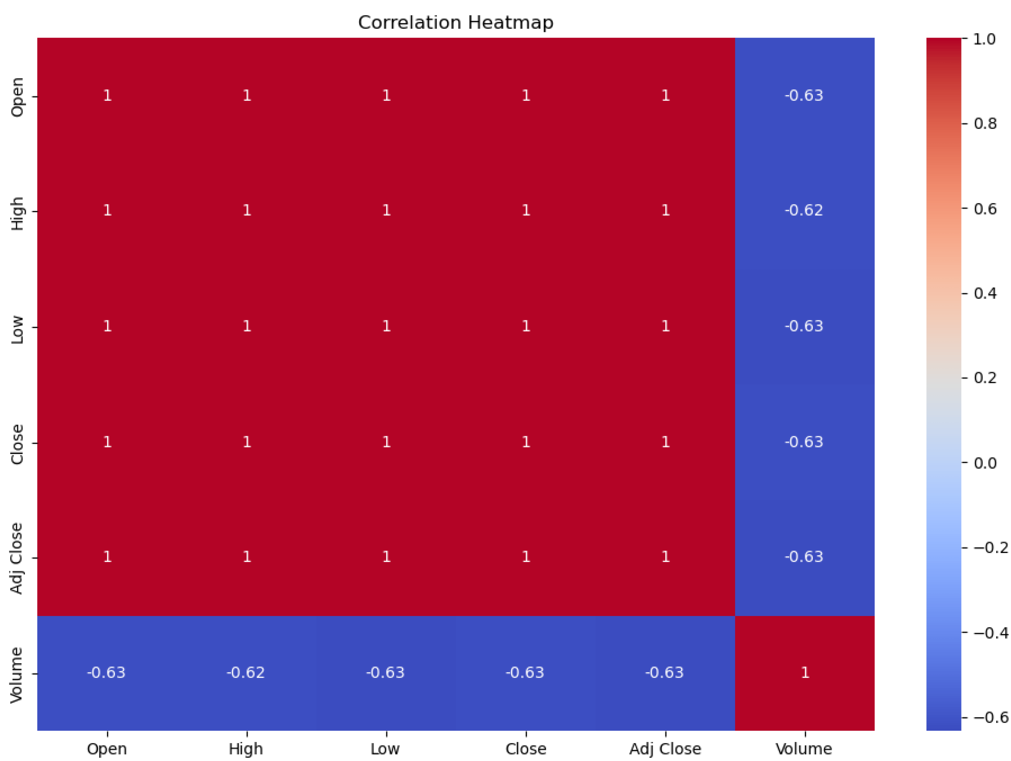 Correlation Heatmap
Open 1 1 1 1 1 -0.63
High 1 1 1 1 1 -0.62
Low 1 1 1 1 1 -0.63
Close 1 1 1 1 1 -0.63
Adj Close 1 1 1 1 1 -0.63
Volume -0.63 -0.62 -0.63 -0.63 -0.63 1
Open High Low Close Adj Close Volume
1.0
0.8
0.6
0.4
0.2
0.0
−0.2
−0.4
−0.6